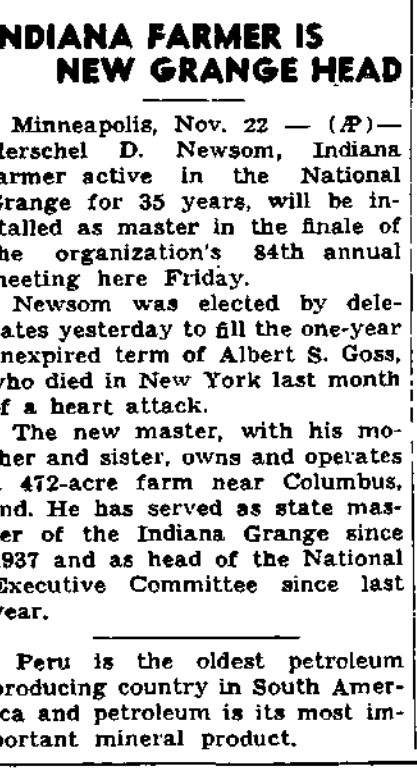 NDIANA FARMER IS
NEW GRANGE HEAD
Minneapolis, Nov. 22 — (AP)—
erschel D. Newsom, Indiana
armer active in the National
range for 35 years, will be in-
talled as master in the finale of
he organization's 84th annual
eeting here Friday.
Newsom was elected by dele-
ates yesterday to fill the one-year
nexpired term of Albert S. Goss,
ho died in New York last month
f a heart attack.
The new master, with his mo-
her and sister, owns and operates
472-acre farm near Columbus,
nd. He has served as state mas-
er of the Indiana Grange since
937 and as head of the National
Executive Committee since last
year.
Peru is the oldest petroleum
producing country in South Amer-
ca and petroleum is its most im-
portant mineral product.